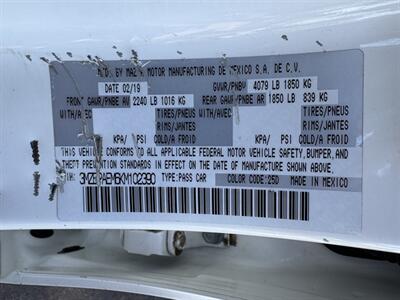 MFD. BY MAZDA MOTOR MANUFACTURING DE MEXICO S.A. DE C.V.
DATE 02/19 GVWR/PNBV 4079 LB 1850 KG
FRONT GAWR/PNBE AV 2240 LB 1016 KG REAR GAWR/PNBE AR 1850 LB 839 KG
WITH/AVEC TIRES/PNEUS WITH/AVEC TIRES/PNEUS
RIMS/JANTES RIMS/JANTES
KPA/ PSI COLD/A FROID KPA/ PSI COLD/A FROID
THIS VEHICLE CONFORMS TO ALL APPLICABLE FEDERAL MOTOR VEHICLE SAFETY, BUMPER, AND
THEFT PREVENTION STANDARDS IN EFFECT ON THE DATE OF MANUFACTURE SHOWN ABOVE.
TYPE:PASS CAR COLOR/CODE:25D MADE IN MEXICO